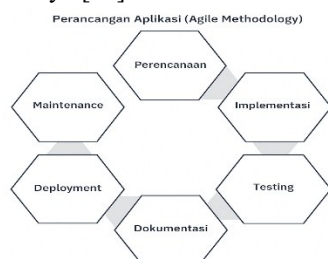 Perancangan Aplikasi (Agile Methodology)
Perencanaan
Maintenance
Implementasi
Deployment
Testing
Dokumentasi